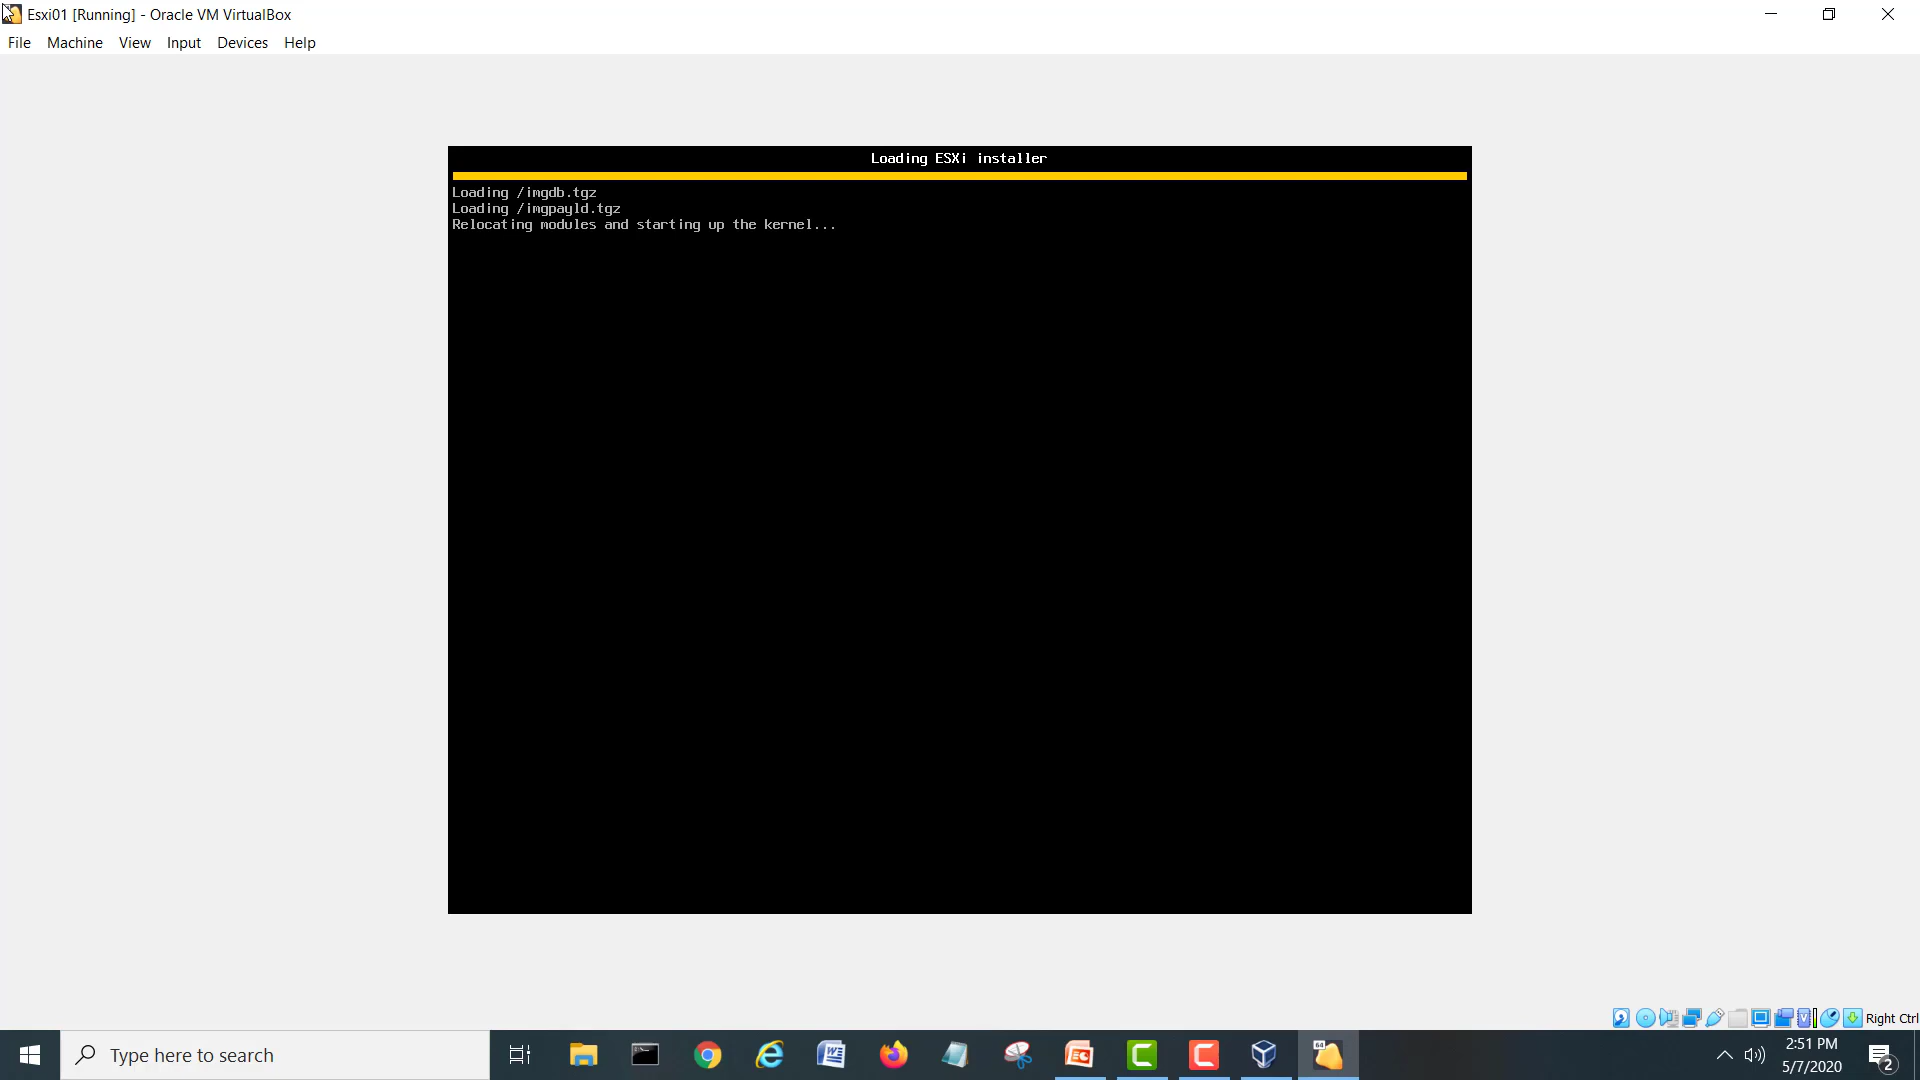 Esxi01 [Running] - Oracle VM VirtualBox
File Machine View Input Devices Help
Loading ESXi installer
Loading /imgdb.tgz
Loading /imgpayld.tgz
Relocating modules and starting up the kernel...
Right Ctrl
Type here to search
64
2:51 PM
5/7/2020
2